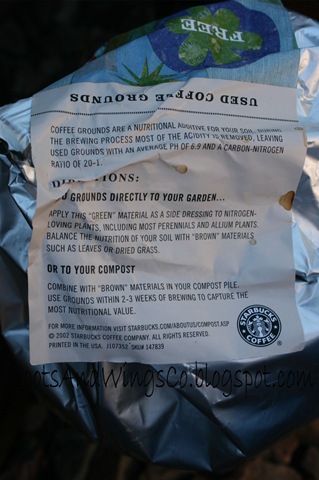 FREE
USED COFFEE GROUNDS
COFFEE GROUNDS ARE A NUTRITIONAL ADDITIVE FOR YOUR SOIL. DURING
THE BREWING PROCESS MOST OF THE ACIDITY IS REMOVED, LEAVING
USED GROUNDS WITH AN AVERAGE PH OF 6.9 AND A CARBON-NITROGEN
RATIO OF 20-1.
GROUNDS DIRECTLY TO YOUR GARDEN...
APPLY THIS "GREEN" MATERIAL AS A SIDE DRESSING TO NITROGEN-
LOVING PLANTS, INCLUDING MOST PERENNIALS AND ALLIUM PLANTS.
BALANCE THE NUTRITION OF YOUR SOIL WITH "BROWN" MATERIALS
SUCH AS LEAVES OR DRIED GRASS.
OR TO YOUR COMPOST
COMBINE WITH "BROWN" MATERIALS IN YOUR COMPOST PILE.
USE GROUNDS WITHIN 2-3 WEEKS OF BREWING TO CAPTURE THE
MOST NUTRITIONAL VALUE.
FOR MORE INFORMATION VISIT STARBUCKS.COM/ABOUTUS/COMPOST.ASP
© 2002 STARBUCKS COFFEE COMPANY. ALL RIGHTS RESERVED.
PRINTED IN THE USA. J107352 SKU# 147839
STARBUCKS
COFFEE
®
AndWingsCo.blogspot.com